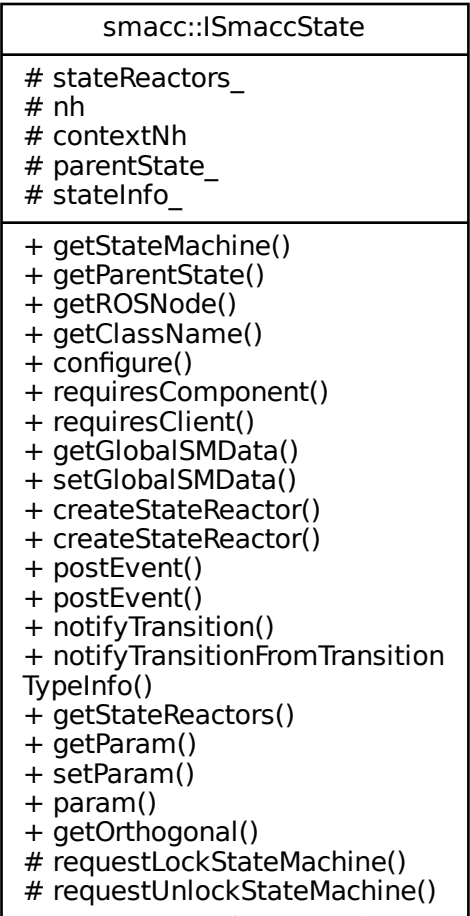 smacc::ISmaccState
# stateReactors_
# nh
# contextNh
# parentState_
# stateInfo_
+ getStateMachine()
+ getParentState()
+ getROSNode()
+ getClassName()
+ configure()
+ requiresComponent()
+ requiresClient()
+ getGlobalSMData()
+ setGlobalSMData()
+ createStateReactor()
+ createStateReactor()
+ postEvent()
+ postEvent()
+ notifyTransition()
+ notifyTransitionFromTransition
TypeInfo()
+ getStateReactors()
+ getParam()
+ setParam()
+ param()
+ getOrthogonal()
# requestLockStateMachine()
# requestUnlockStateMachine()